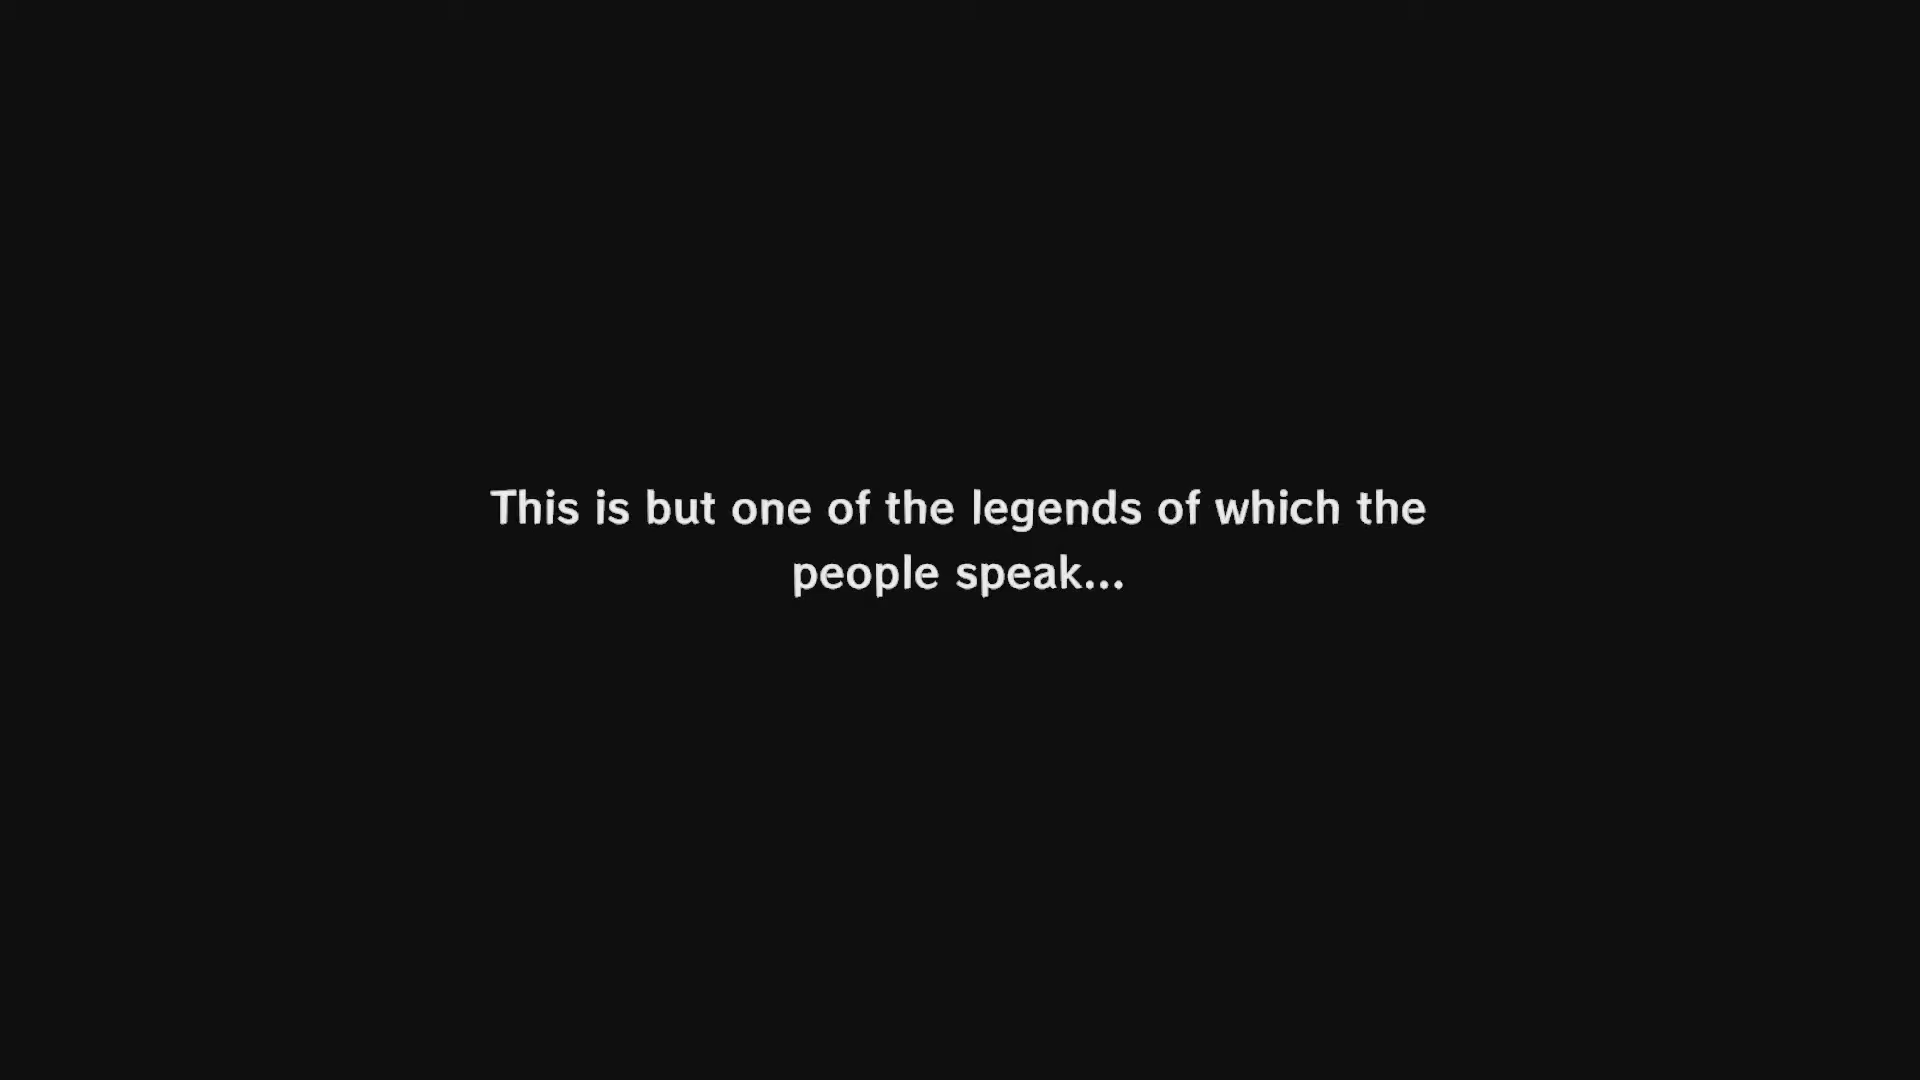 This is but one of the legends of which the
people speak...